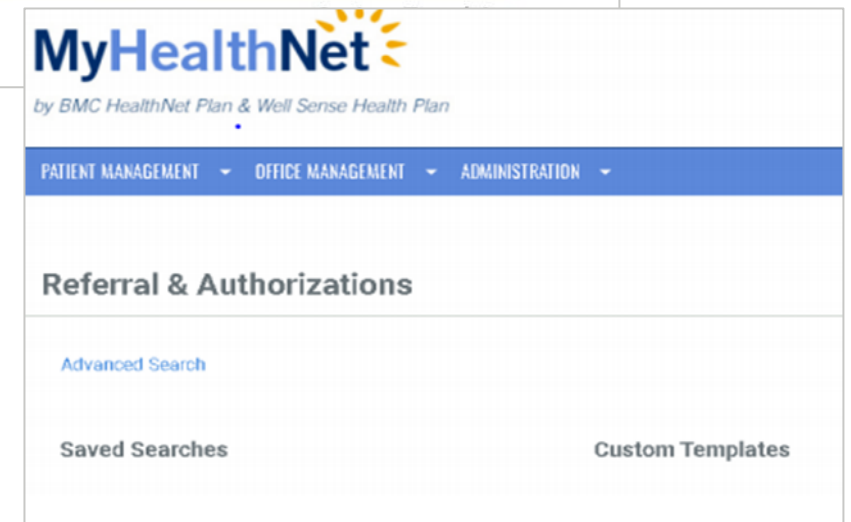 MyHealthNet
by BMC HealthNet Plan & Well Sense Health Plan
PATIENT MANAGEMENT OFFICE MANAGEMENT ADMINISTRATION
Referral & Authorizations
Advanced Search
Saved Searches Custom Templates